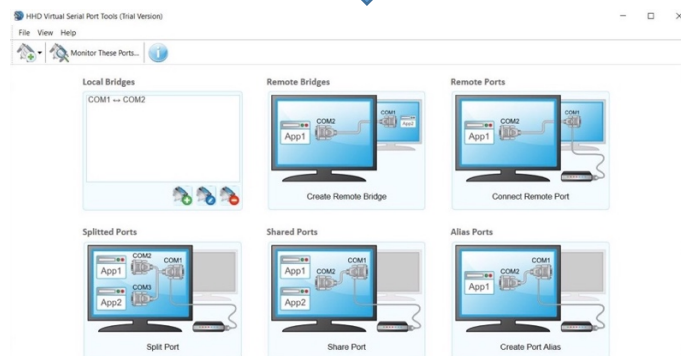 HHD Virtual Serial Port Tools (Trial Version)
File View Help
Monitor These Ports...
Local Bridges
COM1 ↔ COM2
Remote Bridges
COM2
COM1
App1
App2
Create Remote Bridge
Remote Ports
COM2
COM1
App1
Connect Remote Port
Splitted Ports
COM2
COM1
App1
COM3
App2
Split Port
Shared Ports
COM1
App1
COM2
App2
Share Port
Alias Ports
COM2
COM1
App1
Create Port Alias